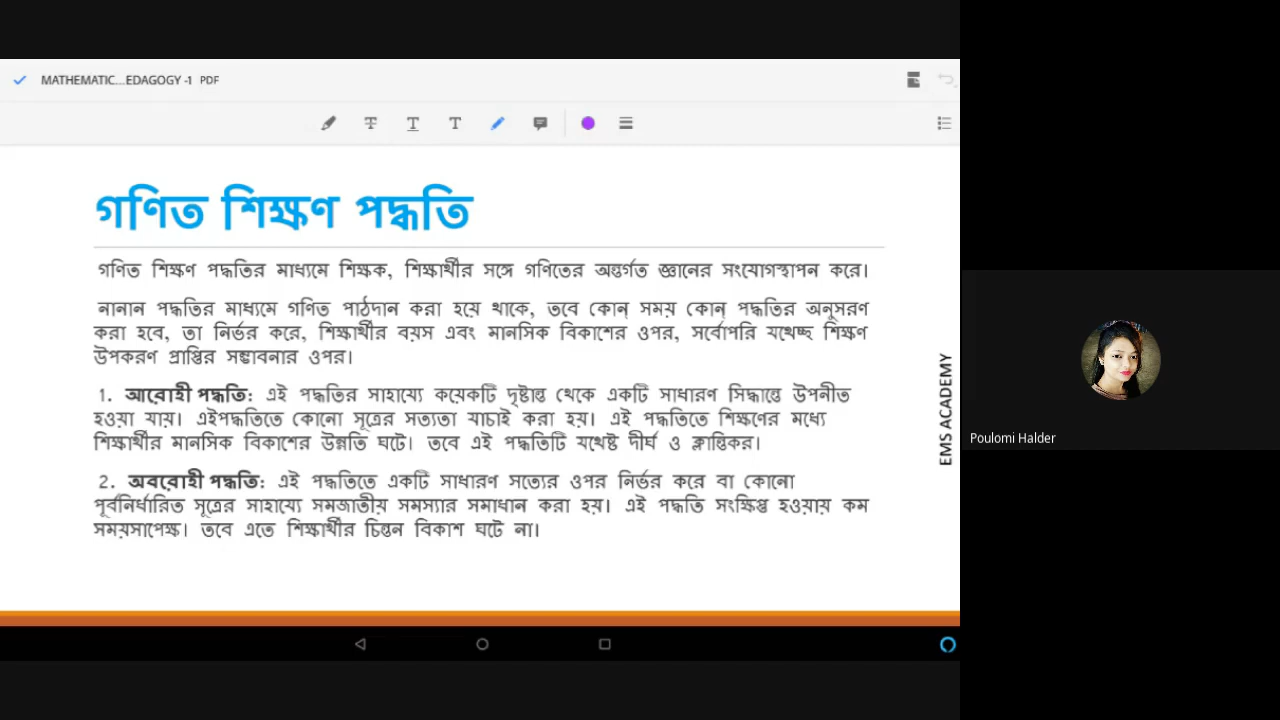 MATHEMATIC...EDAGOGY -1 PDF
গণিত শিক্ষণ পদ্ধতি
গণিত শিক্ষণ পদ্ধতির মাধ্যমে শিক্ষক, শিক্ষার্থীর সঙ্গে গণিতের অন্তর্গত জ্ঞানের সংযোগস্থাপন করে।
নানান পদ্ধতির মাধ্যমে গণিত পাঠদান করা হয়ে থাকে, তবে কোন্ সময় কোন্ পদ্ধতির অনুসরণ
করা হবে, তা নির্ভর করে, শিক্ষার্থীর বয়স এবং মানসিক বিকাশের ওপর, সর্বোপরি যথেচ্ছ শিক্ষণ
উপকরণ প্রাপ্তির সম্ভাবনার ওপর।
1. আরোহী পদ্ধতি: এই পদ্ধতির সাহায্যে কয়েকটি দৃষ্টান্ত থেকে একটি সাধারণ সিদ্ধান্তে উপনীত
হওয়া যায়। এইপদ্ধতিতে কোনো সূত্রের সত্যতা যাচাই করা হয়। এই পদ্ধতিতে শিক্ষণের মধ্যে
শিক্ষার্থীর মানসিক বিকাশের উন্নতি ঘটে। তবে এই পদ্ধতিটি যথেষ্ট দীর্ঘ ও ক্লান্তিকর।
2. অবরোহী পদ্ধতি: এই পদ্ধতিতে একটি সাধারণ সত্যের ওপর নির্ভর করে বা কোনো
পূর্বনির্ধারিত সূত্রের সাহায্যে সমজাতীয় সমস্যার সমাধান করা হয়। এই পদ্ধতি সংক্ষিপ্ত হওয়ায় কম
সময়সাপেক্ষ। তবে এতে শিক্ষার্থীর চিন্তন বিকাশ ঘটে না।
EMS ACADEMY
Poulomi Halder